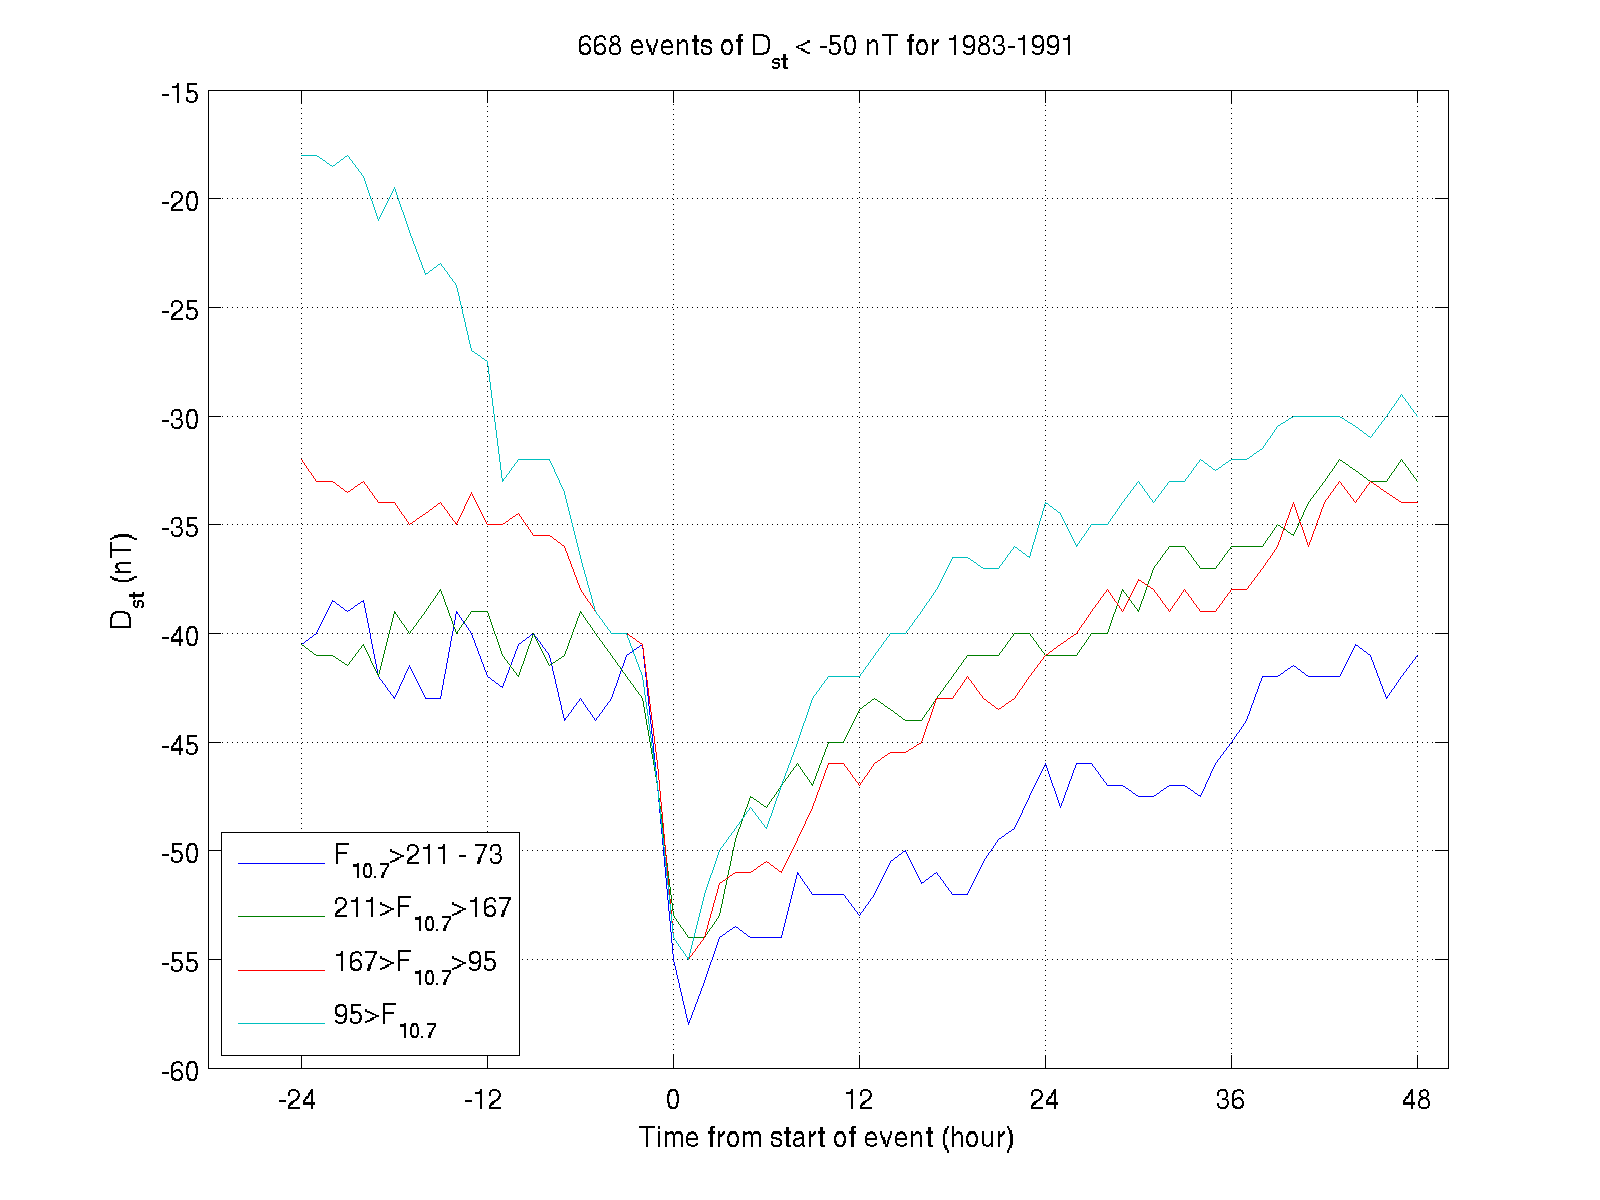 668 events of Dst < -50 nT for 1983-1991
-15
-20
-25
-30
-35
-40
-45
-50
-55
-60
Dst (nT)
F10.7>211 - 73
211>F10.7>167
167>F10.7>95
95>F10.7
-24 -12 0 12 24 36 48
Time from start of event (hour)